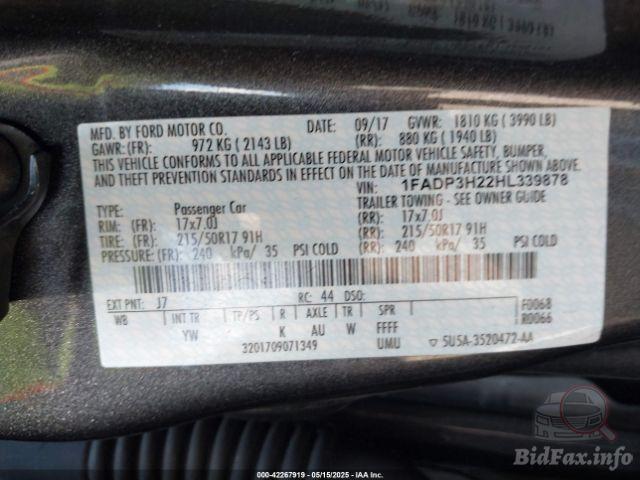 MFD. BY FORD MOTOR CO. DATE: 09/17 GVWR: 1810 KG ( 3990 LB)
GAWR: (FR): 972 KG ( 2143 LB) (RR): 880 KG ( 1940 LB)
THIS VEHICLE CONFORMS TO ALL APPLICABLE FEDERAL MOTOR VEHICLE SAFETY, BUMPER,
AND THEFT PREVENTION STANDARDS IN EFFECT ON THE DATE OF MANUFACTURE SHOWN ABOVE.
VIN: 1FADP3H22HL339878
TYPE: Passenger Car TRAILER TOWING - SEE OWNER GUIDE
RIM: (FR): 17x7.0J (RR): 17x7.0J
TIRE: (FR): 215/50R17 91H (RR): 215/50R17 91H
PRESSURE: (FR): 240 kPa/ 35 PSI COLD (RR): 240 kPa/ 35 PSI COLD
EXT PNT: J7 RC: 44 DSO: F0068
WB INT TR TP/PS R AXLE TR SPR R0066
YW K AU W FFFF
3201709071349 UMU ▽ 5U5A-3520472-AA
BidFax.info
000-42267919 - 05/15/2025 - IAA Inc.